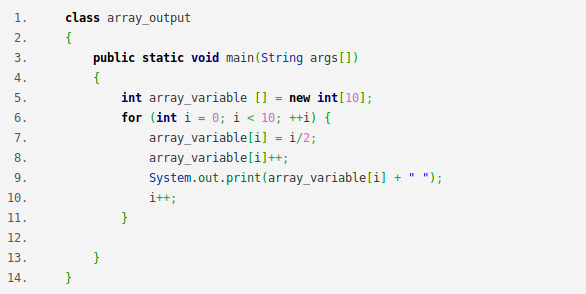 1. class array_output
2. {
3. public static void main(String args[])
4. {
5. int array_variable [] = new int[10];
6. for (int i = 0; i < 10; ++i) {
7. array_variable[i] = i/2;
8. array_variable[i]++;
9. System.out.print(array_variable[i] + " ");
10. i++;
11. }
12.
13. }
14. }